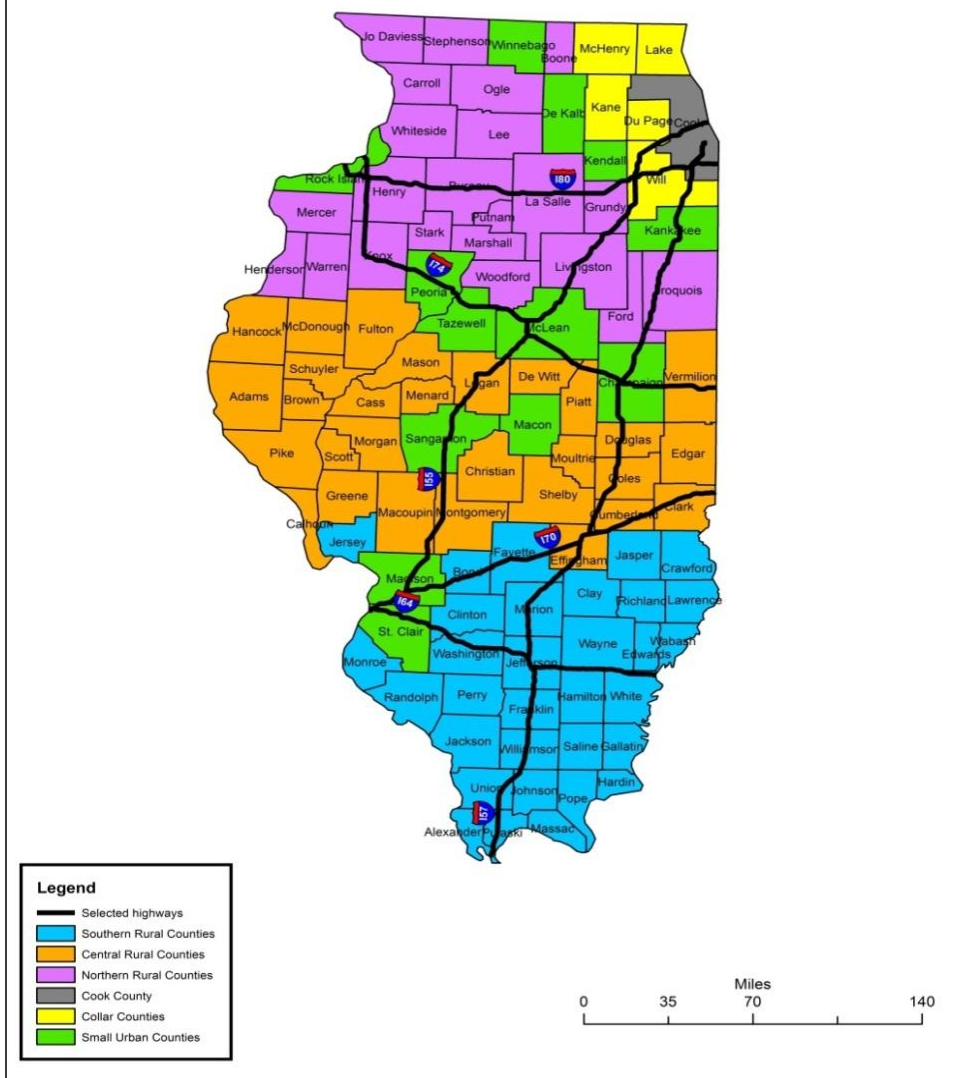 Jo Daviess Stephenson Winnebago Boone McHenry Lake
Carroll Ogle De Kalb Kane Du Page Cook
Whiteside Lee Kendall
Rock Island Henry Bureau I80 La Salle Grundy Will
Mercer Putnam Kankakee
Stark Marshall
Henderson Warren Knox I74 Woodford Livingston Iroquois
Peoria Ford
Hancock McDonough Fulton Tazewell McLean
Schuyler Mason Logan De Witt Champaign Vermilion
Adams Brown Cass Menard Piatt
Morgan Sangamon Macon Douglas
Pike Scott Christian Moultrie Edgar
Greene I55 Shelby Coles
Calhoun Macoupin Montgomery Cumberland Clark
Jersey Fayette I70 Effingham Jasper Crawford
Madison Bond
I64 Clinton Marion Clay Richland Lawrence
St. Clair Wayne Wabash
Monroe Washington Jefferson Edwards
Randolph Perry Franklin Hamilton White
Jackson Williamson Saline Gallatin
Union Johnson Pope Hardin
Alexander I57 Pulaski Massac
Legend
Selected highways
Southern Rural Counties
Central Rural Counties
Northern Rural Counties
Cook County
Collar Counties
Small Urban Counties
Miles
0 35 70 140